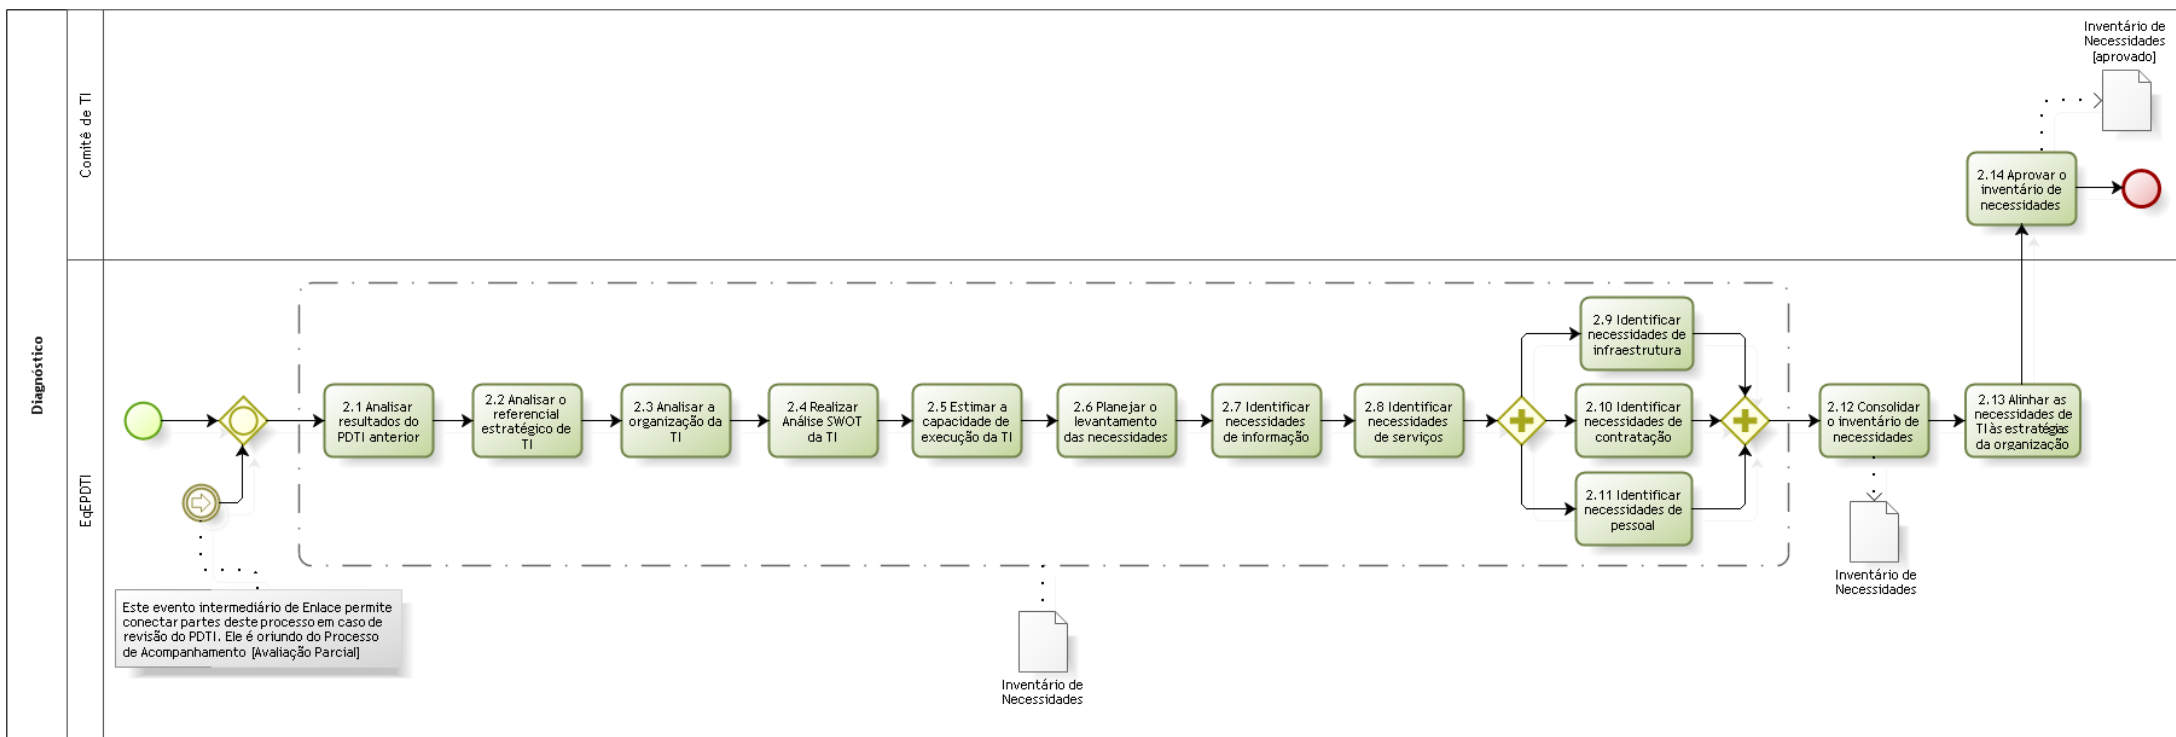 Diagnóstico
Comitê de TI
EqEPDTI
Inventário de
Necessidades
[aprovado]
2.14 Aprovar o
inventário de
necessidades
2.1 Analisar
resultados do
PDTI anterior
2.2 Analisar o
referencial
estratégico de
TI
2.3 Analisar a
organização da
TI
2.4 Realizar
Análise SWOT
da TI
2.5 Estimar a
capacidade de
execução da TI
2.6 Planejar o
levantamento
das necessidades
2.7 Identificar
necessidades
de informação
2.8 Identificar
necessidades
de serviços
2.9 Identificar
necessidades de
infraestrutura
2.10 Identificar
necessidades de
contratação
2.11 Identificar
necessidades de
pessoal
2.12 Consolidar
o inventário de
necessidades
2.13 Alinhar as
necessidades de
TI às estratégias
da organização
Este evento intermediário de Enlace permite
conectar partes deste processo em caso de
revisão do PDTI. Ele é oriundo do Processo
de Acompanhamento [Avaliação Parcial]
Inventário de
Necessidades
Inventário de
Necessidades